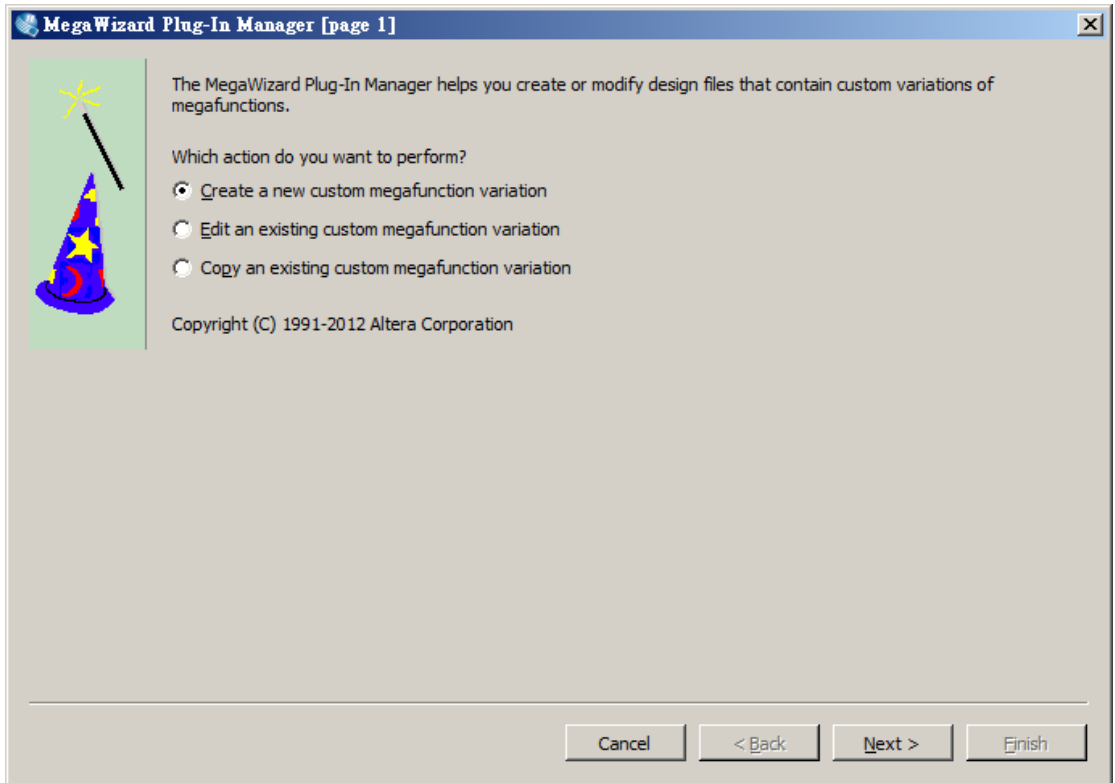 MegaWizard Plug-In Manager [page 1]
The MegaWizard Plug-In Manager helps you create or modify design files that contain custom variations of
megafunctions.
Which action do you want to perform?
Create a new custom megafunction variation
Edit an existing custom megafunction variation
Copy an existing custom megafunction variation
Copyright (C) 1991-2012 Altera Corporation
Cancel
< Back
Next >
Finish